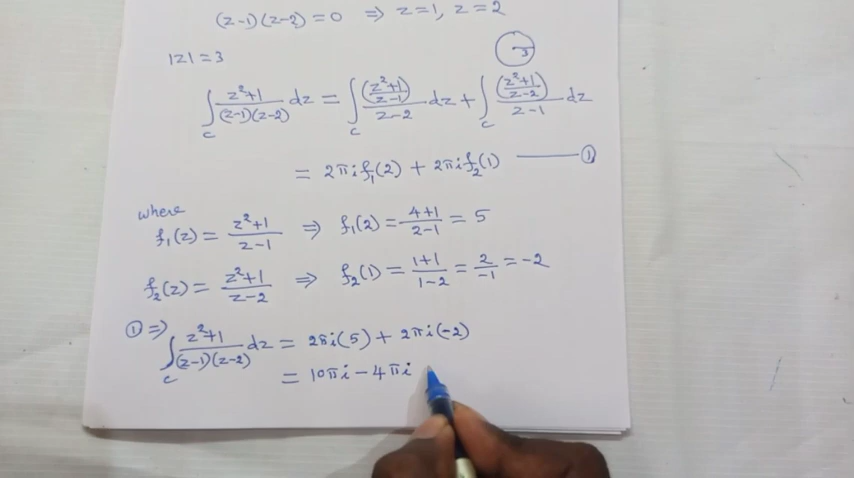 (z-1)(z-2) = 0 ⇒ z=1, z=2
|z| = 3
3
∫_C (z²+1)/((z-1)(z-2)) dz = ∫_C ((z²+1)/(z-1))/(z-2) dz + ∫_C ((z²+1)/(z-2))/(z-1) dz
= 2πi f₁(2) + 2πi f₂(1) —— ①
where
f₁(z) = (z²+1)/(z-1) ⇒ f₁(2) = (4+1)/(2-1) = 5
f₂(z) = (z²+1)/(z-2) ⇒ f₂(1) = (1+1)/(1-2) = 2/-1 = -2
① ⇒
∫_C (z²+1)/((z-1)(z-2)) dz = 2πi(5) + 2πi(-2)
= 10πi - 4πi